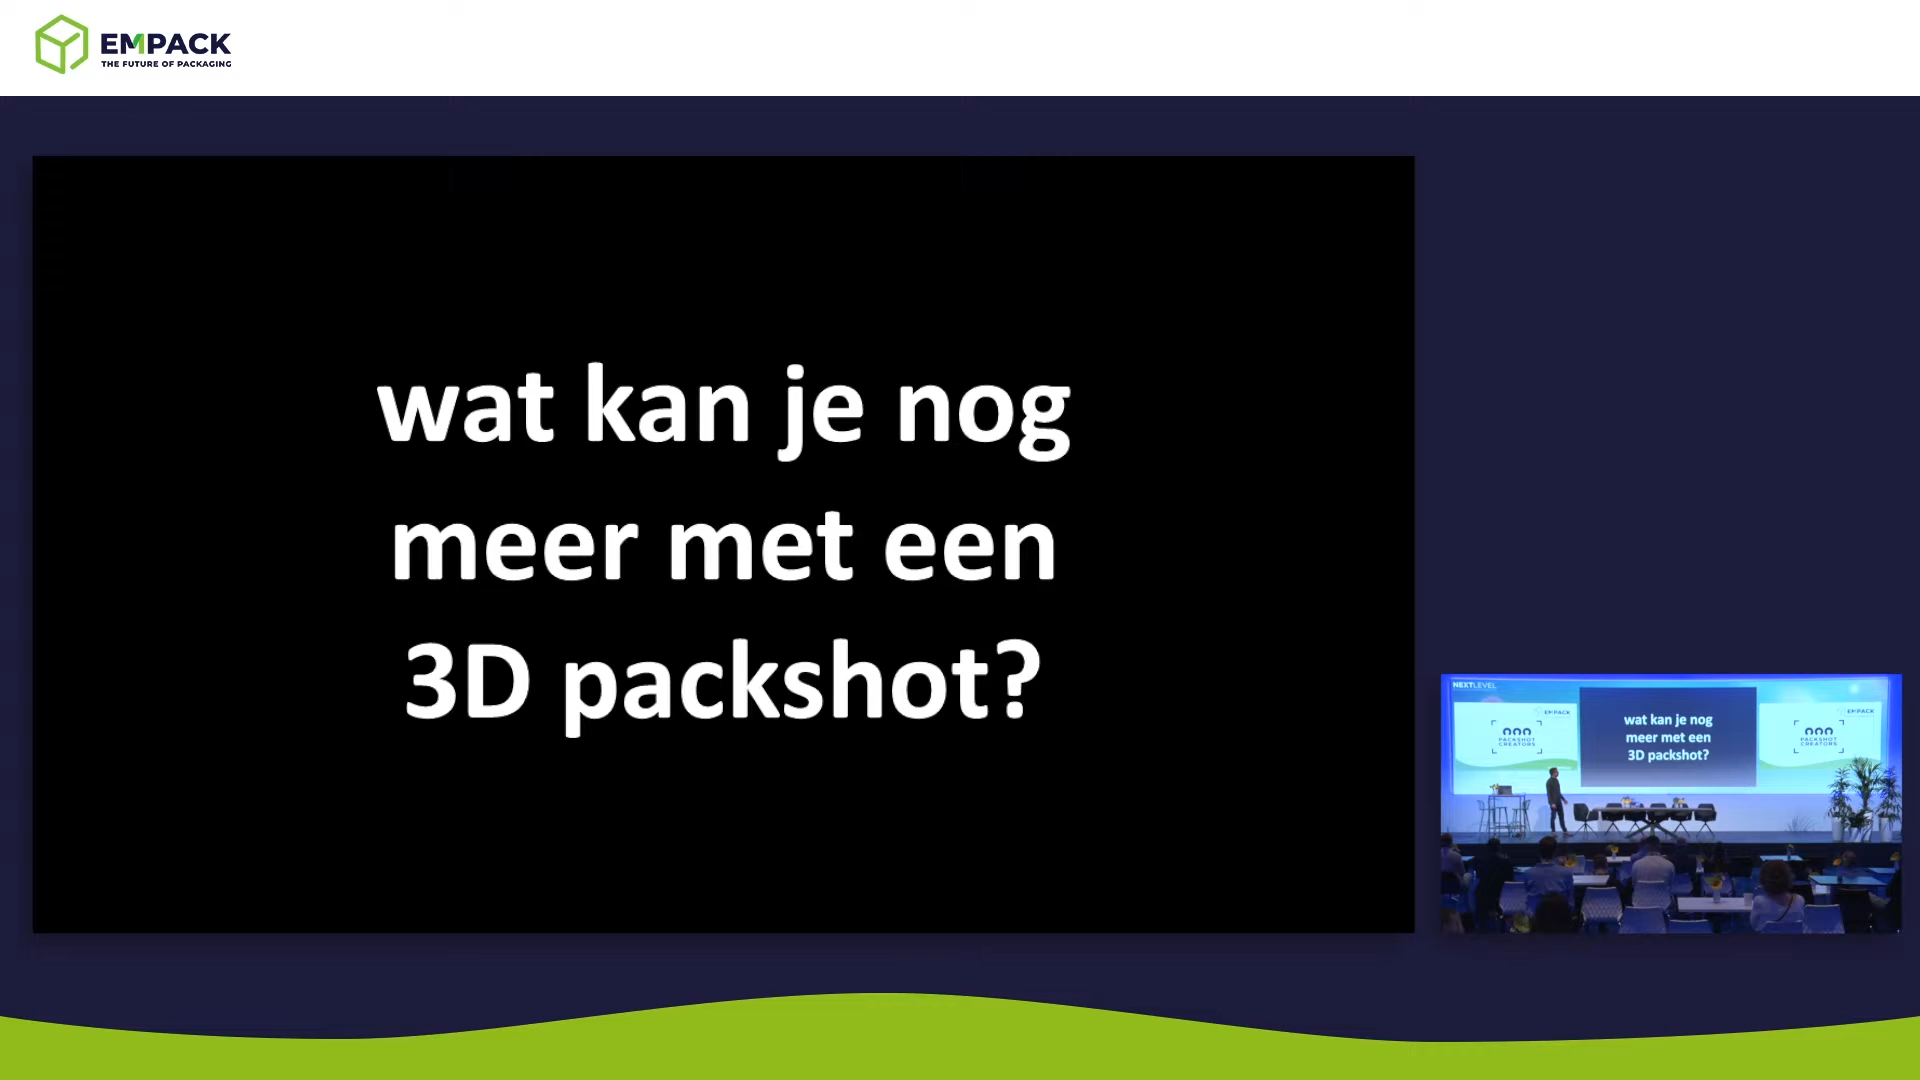 EMPACK
THE FUTURE OF PACKAGING
wat kan je nog
meer met een
3D packshot?
NEXTLEVEL
EMPACK
PACKSHOT
CREATORS
wat kan je nog
meer met een
3D packshot?
EMPACK
PACKSHOT
CREATORS